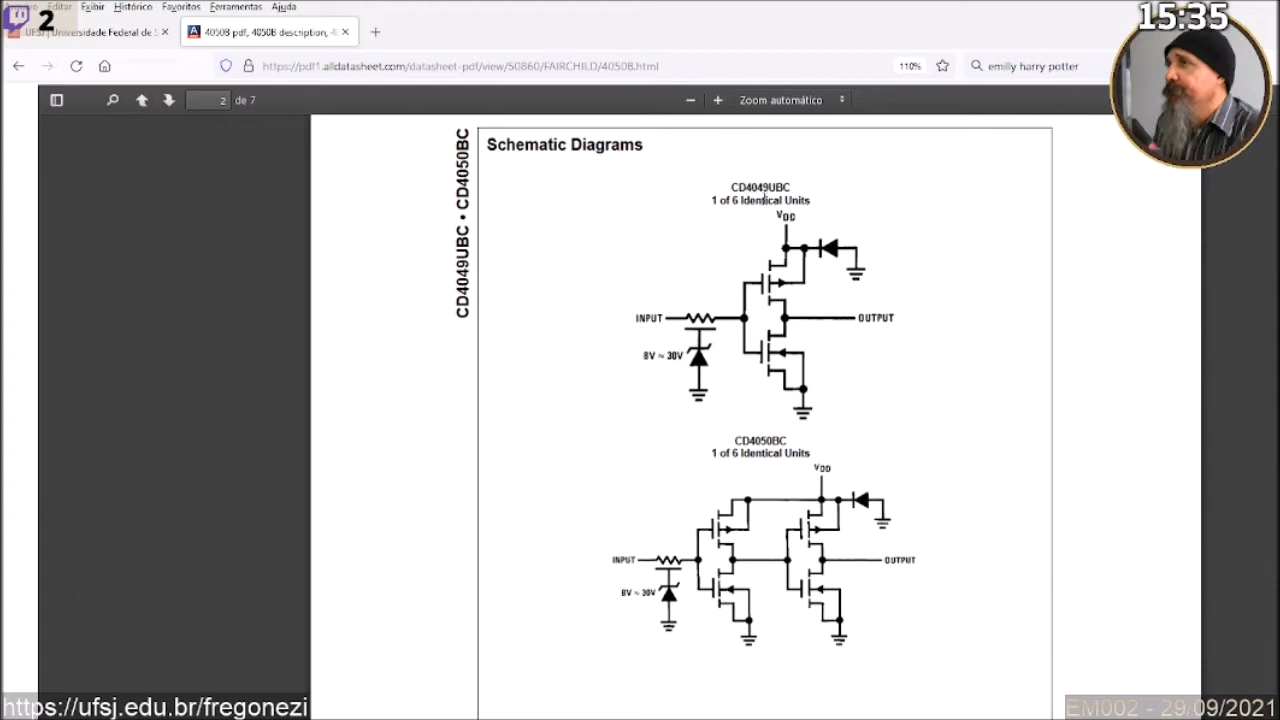 Arquivo Editar Exibir Histórico Favoritos Ferramentas Ajuda
2
15:35
UFSJ | Universidade Federal de S
4050B pdf, 4050B description, 4
https://pdf1.alldatasheet.com/datasheet-pdf/view/50860/FAIRCHILD/4050B.html
110%
emilly harry potter
2 de 7
Zoom automático
CD4049UBC • CD4050BC
Schematic Diagrams
CD4049UBC
1 of 6 Identical Units
VDD
INPUT
OUTPUT
BV ≈ 30V
CD4050BC
1 of 6 Identical Units
VDD
INPUT
OUTPUT
BV ≈ 30V
https://ufsj.edu.br/fregonezi
EM002 - 29/09/2021